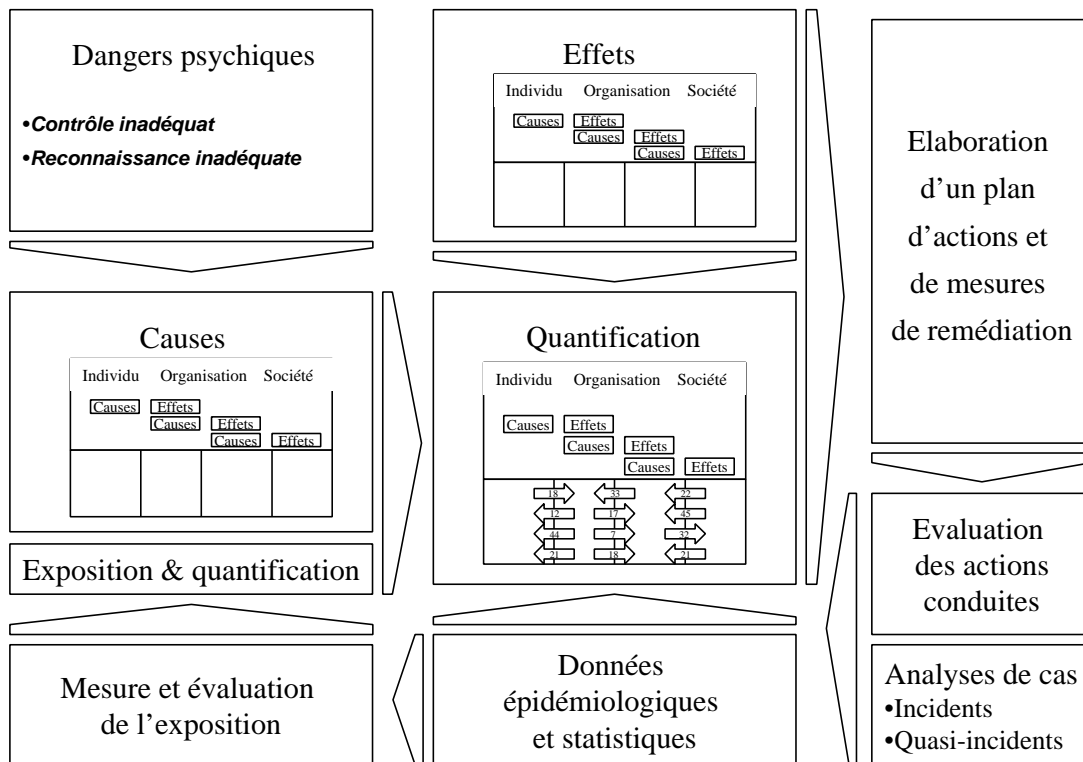 Dangers psychiques
•Contrôle inadéquat
•Reconnaissance inadéquate
Effets
Individu Organisation Société
Causes Effets
Causes Effets
Causes Effets
Elaboration
d’un plan
d’actions et
de mesures
de remédiation
Causes
Individu Organisation Société
Causes Effets
Causes Effets
Causes Effets
Exposition & quantification
Quantification
Individu Organisation Société
Causes Effets
Causes Effets
Causes Effets
18 33 22
12 17 45
44 7 32
21 18 21
Evaluation
des actions
conduites
Mesure et évaluation
de l’exposition
Données
épidémiologiques
et statistiques
Analyses de cas
•Incidents
•Quasi-incidents